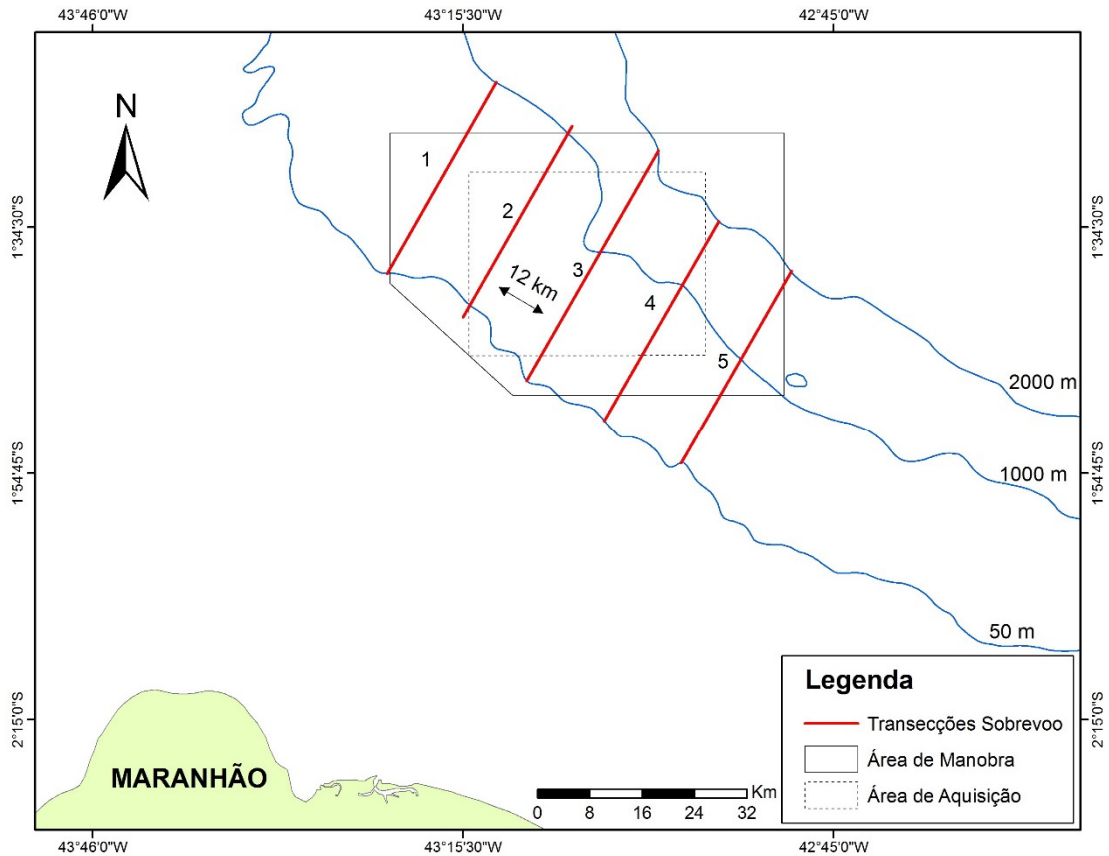 43°46'0"W
43°15'30"W
42°45'0"W
N
1
2
12 km
3
4
5
1°34'30"S
1°34'30"S
2000 m
1000 m
1°54'45"S
1°54'45"S
50 m
Legenda
Transecções Sobrevoo
Área de Manobra
Área de Aquisição
2°15'0"S
2°15'0"S
MARANHÃO
Km
0 8 16 24 32
43°46'0"W
43°15'30"W
42°45'0"W